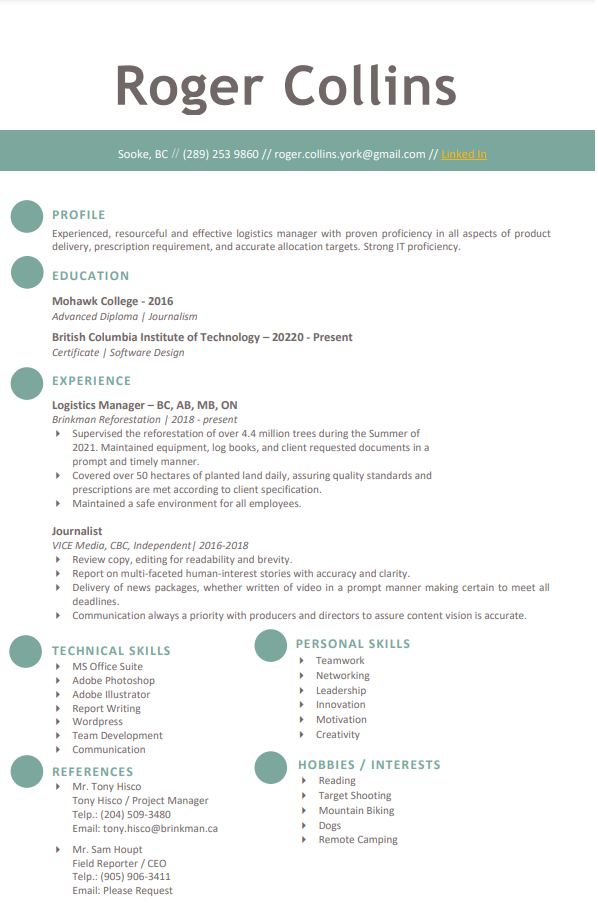 Roger Collins
Sooke, BC // (289) 253 9860 // roger.collins.york@gmail.com // Linked In
PROFILE
Experienced, resourceful and effective logistics manager with proven proficiency in all aspects of product
delivery, prescription requirement, and accurate allocation targets. Strong IT proficiency.
EDUCATION
Mohawk College - 2016
Advanced Diploma | Journalism
British Columbia Institute of Technology – 20220 - Present
Certificate | Software Design
EXPERIENCE
Logistics Manager – BC, AB, MB, ON
Brinkman Reforestation | 2018 - present
Supervised the reforestation of over 4.4 million trees during the Summer of
2021. Maintained equipment, log books, and client requested documents in a
prompt and timely manner.
Covered over 50 hectares of planted land daily, assuring quality standards and
prescriptions are met according to client specification.
Maintained a safe environment for all employees.
Journalist
VICE Media, CBC, Independent| 2016-2018
Review copy, editing for readability and brevity.
Report on multi-faceted human-interest stories with accuracy and clarity.
Delivery of news packages, whether written of video in a prompt manner making certain to meet all
deadlines.
Communication always a priority with producers and directors to assure content vision is accurate.
TECHNICAL SKILLS
MS Office Suite
Adobe Photoshop
Adobe Illustrator
Report Writing
Wordpress
Team Development
Communication
PERSONAL SKILLS
Teamwork
Networking
Leadership
Innovation
Motivation
Creativity
REFERENCES
Mr. Tony Hisco
Tony Hisco / Project Manager
Telp.: (204) 509-3480
Email: tony.hisco@brinkman.ca
Mr. Sam Houpt
Field Reporter / CEO
Telp.: (905) 906-3411
Email: Please Request
HOBBIES / INTERESTS
Reading
Target Shooting
Mountain Biking
Dogs
Remote Camping